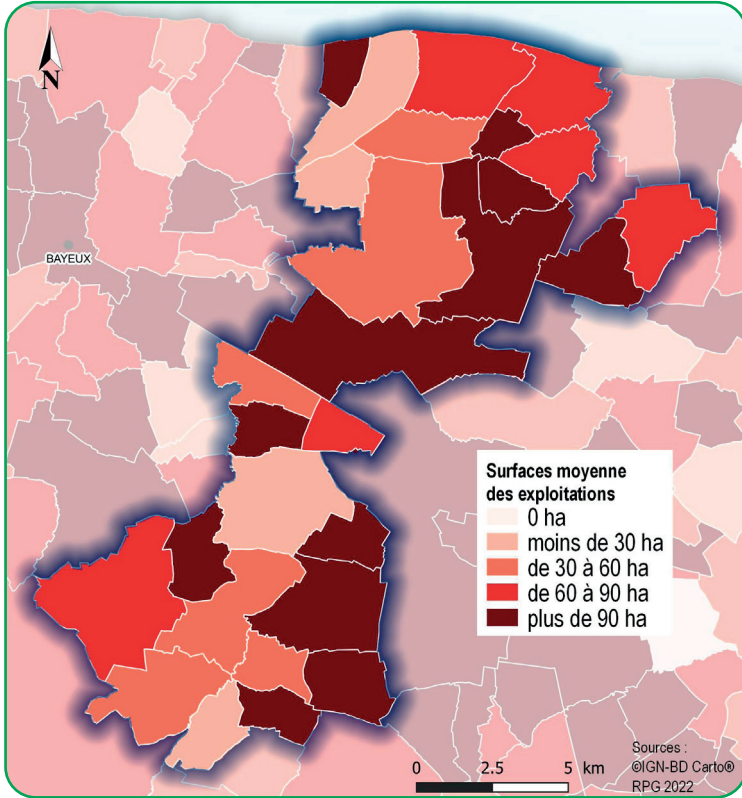 N
BAYEUX
Surfaces moyenne
des exploitations
0 ha
moins de 30 ha
de 30 à 60 ha
de 60 à 90 ha
plus de 90 ha
Sources :
©IGN-BD Carto®
RPG 2022
0 2.5 5 km